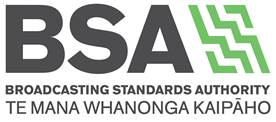 BSA
BROADCASTING STANDARDS AUTHORITY
TE MANA WHANONGA KAIPĀHO